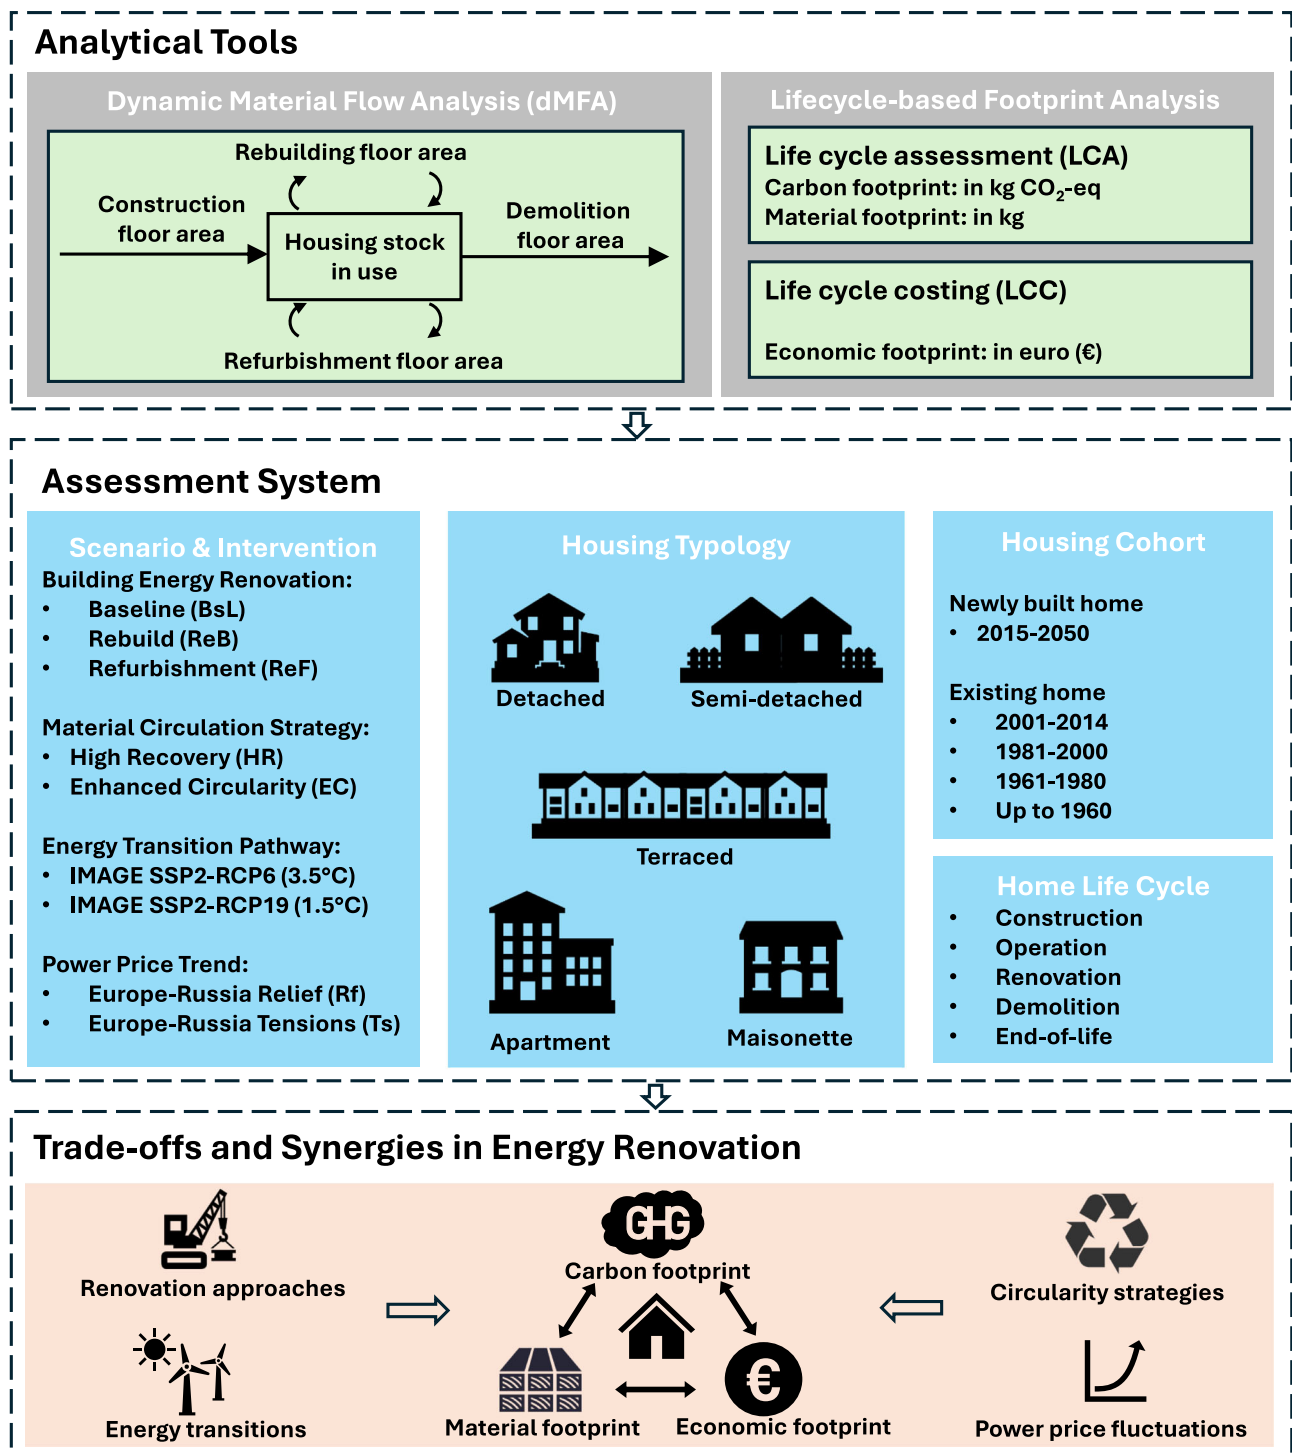 Analytical Tools
Dynamic Material Flow Analysis (dMFA)
Rebuilding floor area
Construction
floor area
Housing stock
in use
Demolition
floor area
Refurbishment floor area
Lifecycle-based Footprint Analysis
Life cycle assessment (LCA)
Carbon footprint: in kg CO₂-eq
Material footprint: in kg
Life cycle costing (LCC)
Economic footprint: in euro (€)
Assessment System
Scenario & Intervention
Building Energy Renovation:
• Baseline (BsL)
• Rebuild (ReB)
• Refurbishment (ReF)
Material Circulation Strategy:
• High Recovery (HR)
• Enhanced Circularity (EC)
Energy Transition Pathway:
• IMAGE SSP2-RCP6 (3.5°C)
• IMAGE SSP2-RCP19 (1.5°C)
Power Price Trend:
• Europe-Russia Relief (Rf)
• Europe-Russia Tensions (Ts)
Housing Typology
Detached
Semi-detached
Terraced
Apartment
Maisonette
Housing Cohort
Newly built home
• 2015-2050
Existing home
• 2001-2014
• 1981-2000
• 1961-1980
• Up to 1960
Home Life Cycle
• Construction
• Operation
• Renovation
• Demolition
• End-of-life
Trade-offs and Synergies in Energy Renovation
Renovation approaches
Energy transitions
GHG
Carbon footprint
Material footprint
€
Economic footprint
Circularity strategies
Power price fluctuations